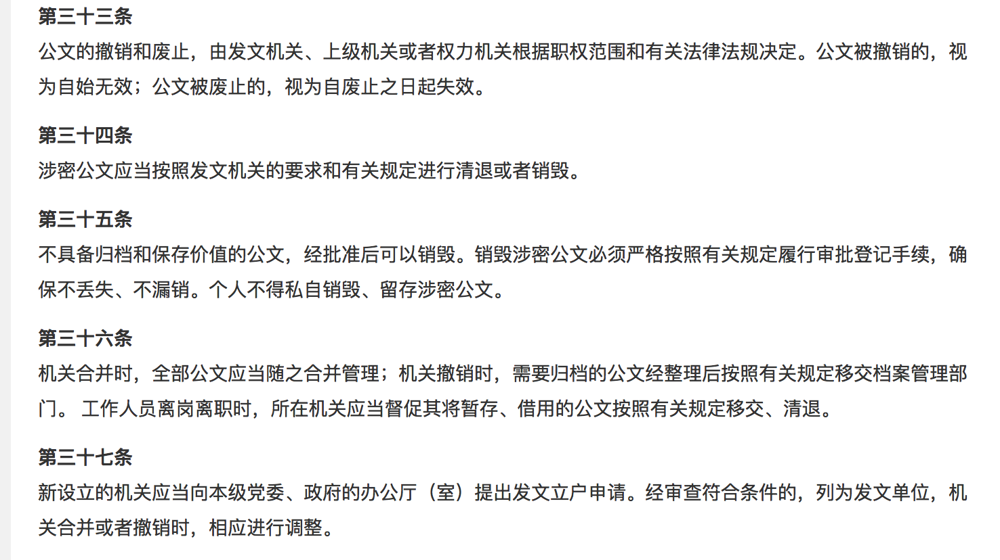 第三十三条
公文的撤销和废止，由发文机关、上级机关或者权力机关根据职权范围和有关法律法规决定。公文被撤销的，视
为自始无效；公文被废止的，视为自废止之日起失效。
第三十四条
涉密公文应当按照发文机关的要求和有关规定进行清退或者销毁。
第三十五条
不具备归档和保存价值的公文，经批准后可以销毁。销毁涉密公文必须严格按照有关规定履行审批登记手续，确
保不丢失、不漏销。个人不得私自销毁、留存涉密公文。
第三十六条
机关合并时，全部公文应当随之合并管理；机关撤销时，需要归档的公文经整理后按照有关规定移交档案管理部
门。 工作人员离岗离职时，所在机关应当督促其将暂存、借用的公文按照有关规定移交、清退。
第三十七条
新设立的机关应当向本级党委、政府的办公厅（室）提出发文立户申请。经审查符合条件的，列为发文单位，机
关合并或者撤销时，相应进行调整。